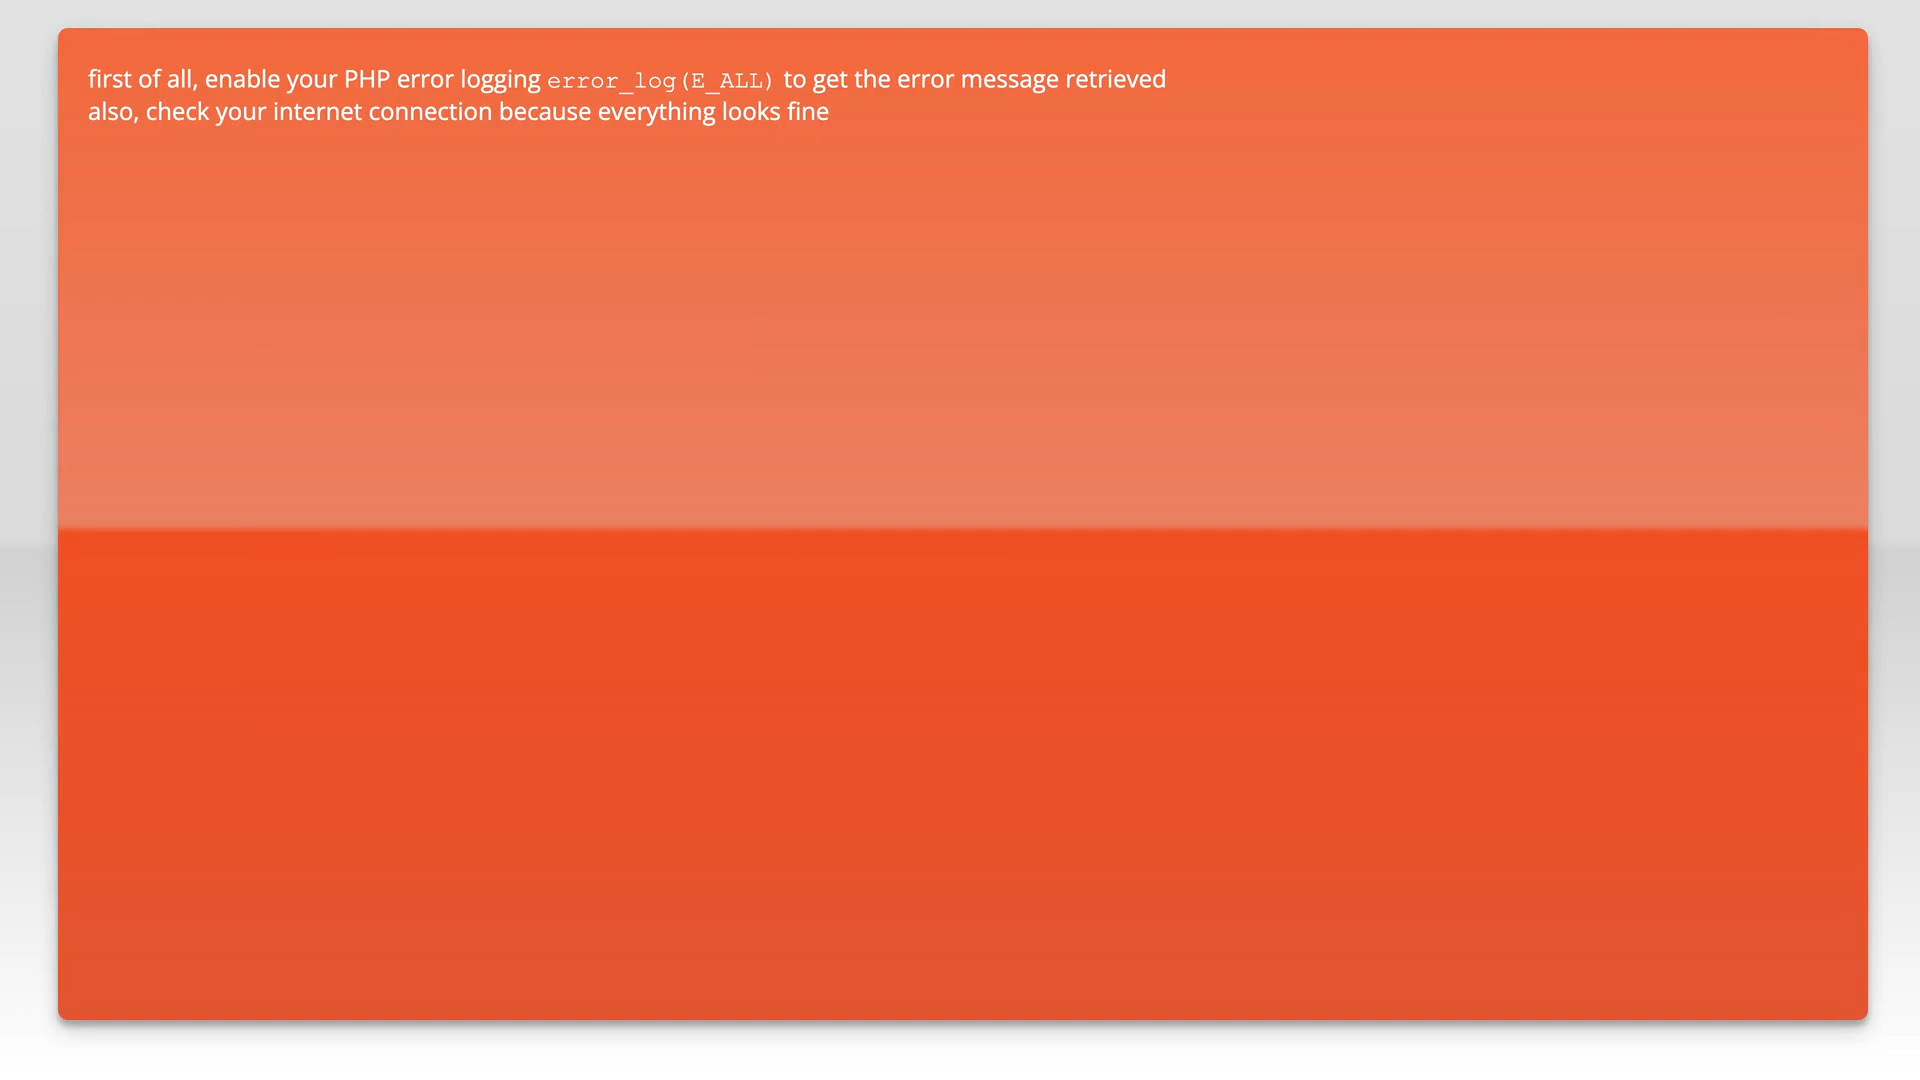 first of all, enable your PHP error logging error_log(E_ALL) to get the error message retrieved
also, check your internet connection because everything looks fine